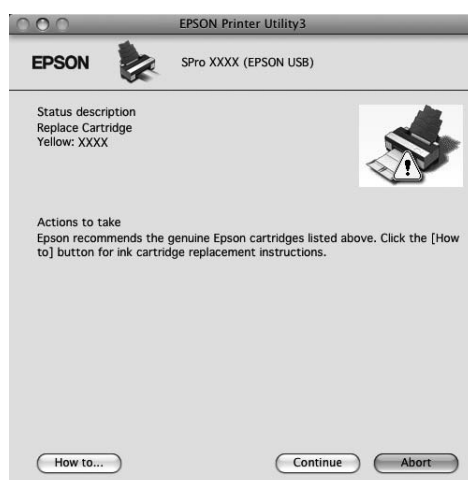 EPSON Printer Utility3
EPSON
SPro XXXX (EPSON USB)
Status description
Replace Cartridge
Yellow: XXXX
Actions to take
Epson recommends the genuine Epson cartridges listed above. Click the [How
to] button for ink cartridge replacement instructions.
How to...
Continue
Abort